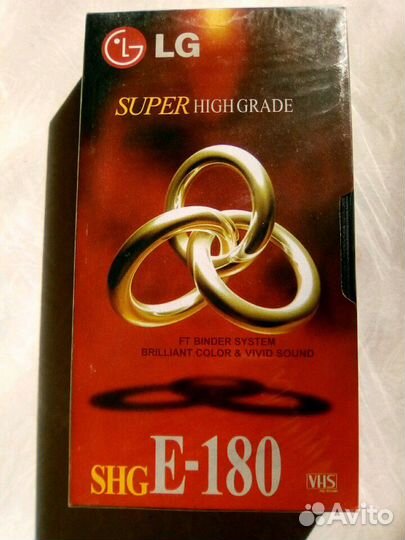 LG
SUPER HIGH GRADE
FT BINDER SYSTEM
BRILLIANT COLOR & VIVID SOUND
SHG E-180
VHS
Avito